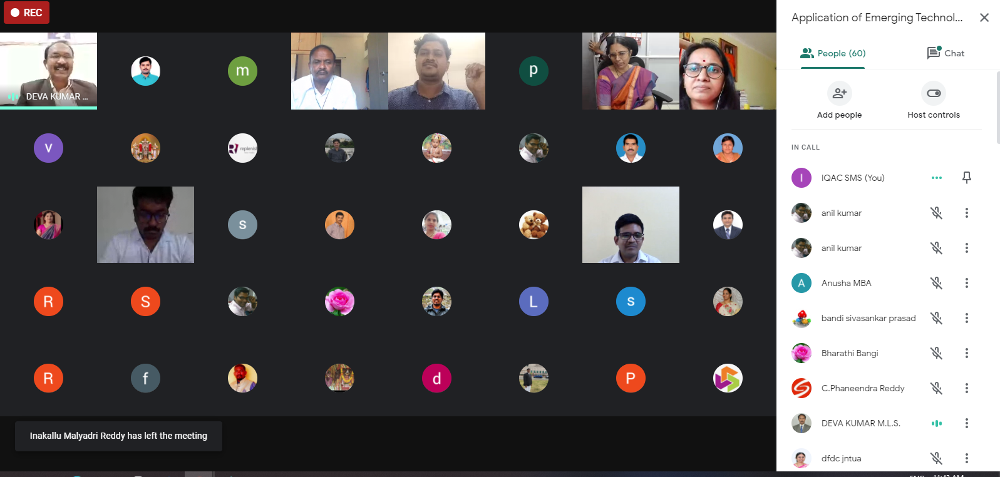 REC
DEVA KUMAR ...
m
p
v
replenish
s
R
S
L
s
R
f
d
P
Inakallu Malyadri Reddy has left the meeting
Application of Emerging Technol...
People (60)
Chat
Add people
Host controls
IN CALL
I
IQAC SMS (You)
anil kumar
anil kumar
A
Anusha MBA
bandi sivasankar prasad
Bharathi Bangi
C.Phaneendra Reddy
DEVA KUMAR M.L.S.
dfdc jntua